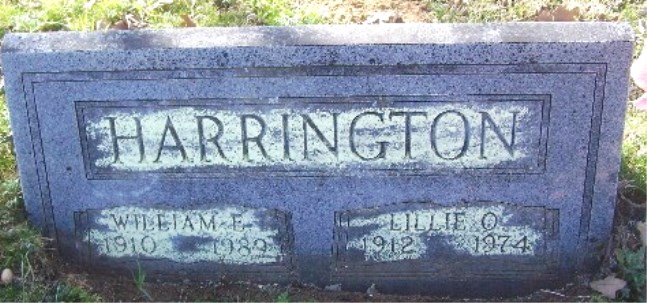 HARRINGTON
WILLIAM E.
1910 1989
LILLIE O.
1912 1974